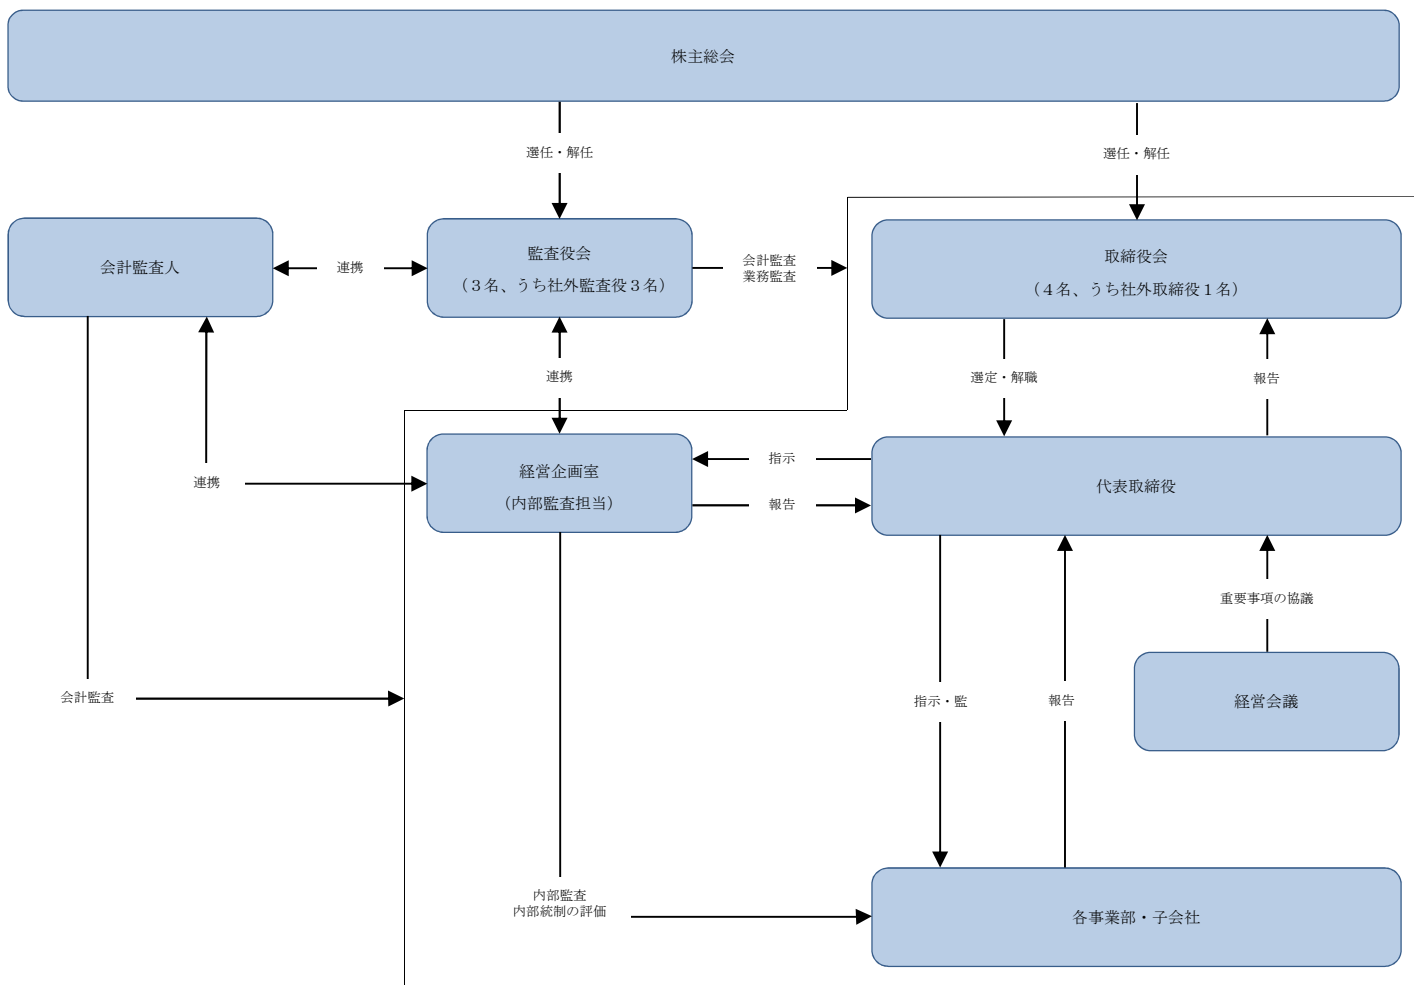 株主総会
選任・解任
選任・解任
会計監査人
連携
監査役会
（３名、うち社外監査役３名）
会計監査
業務監査
取締役会
（４名、うち社外取締役１名）
連携
選定・解職
報告
連携
経営企画室
（内部監査担当）
指示
報告
代表取締役
重要事項の協議
会計監査
指示・監
報告
経営会議
内部監査
内部統制の評価
各事業部・子会社